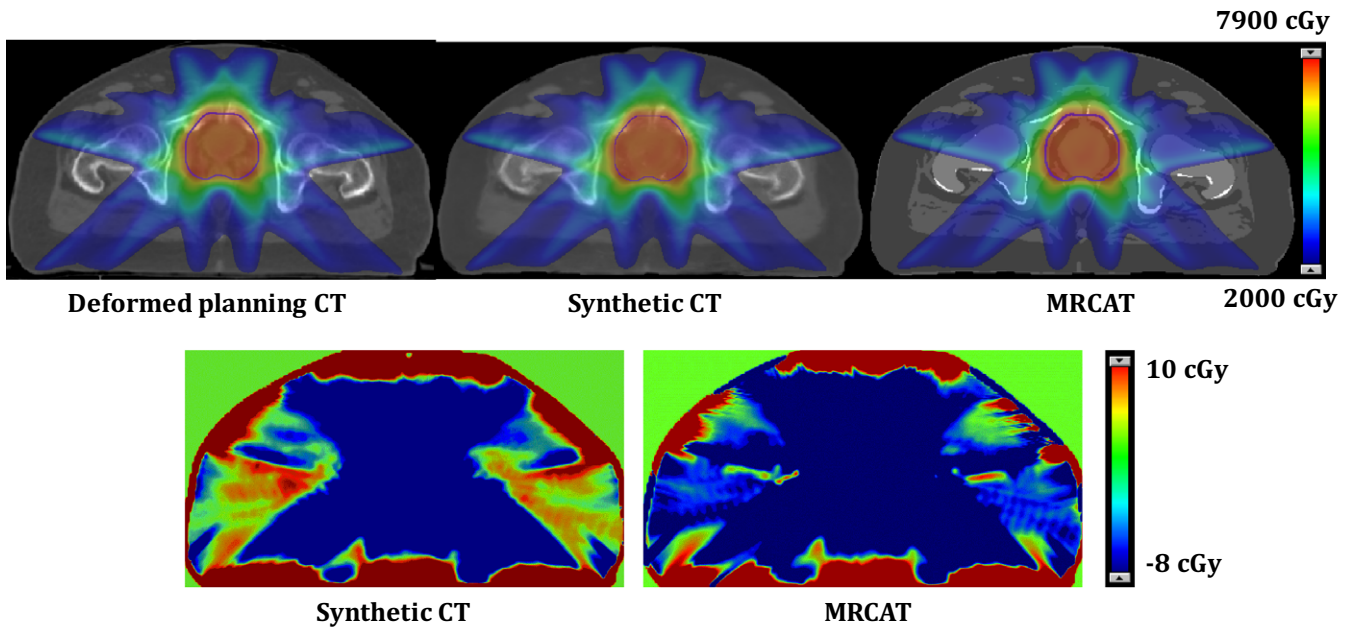 7900 cGy
Deformed planning CT
Synthetic CT
MRCAT
2000 cGy
10 cGy
-8 cGy
Synthetic CT
MRCAT